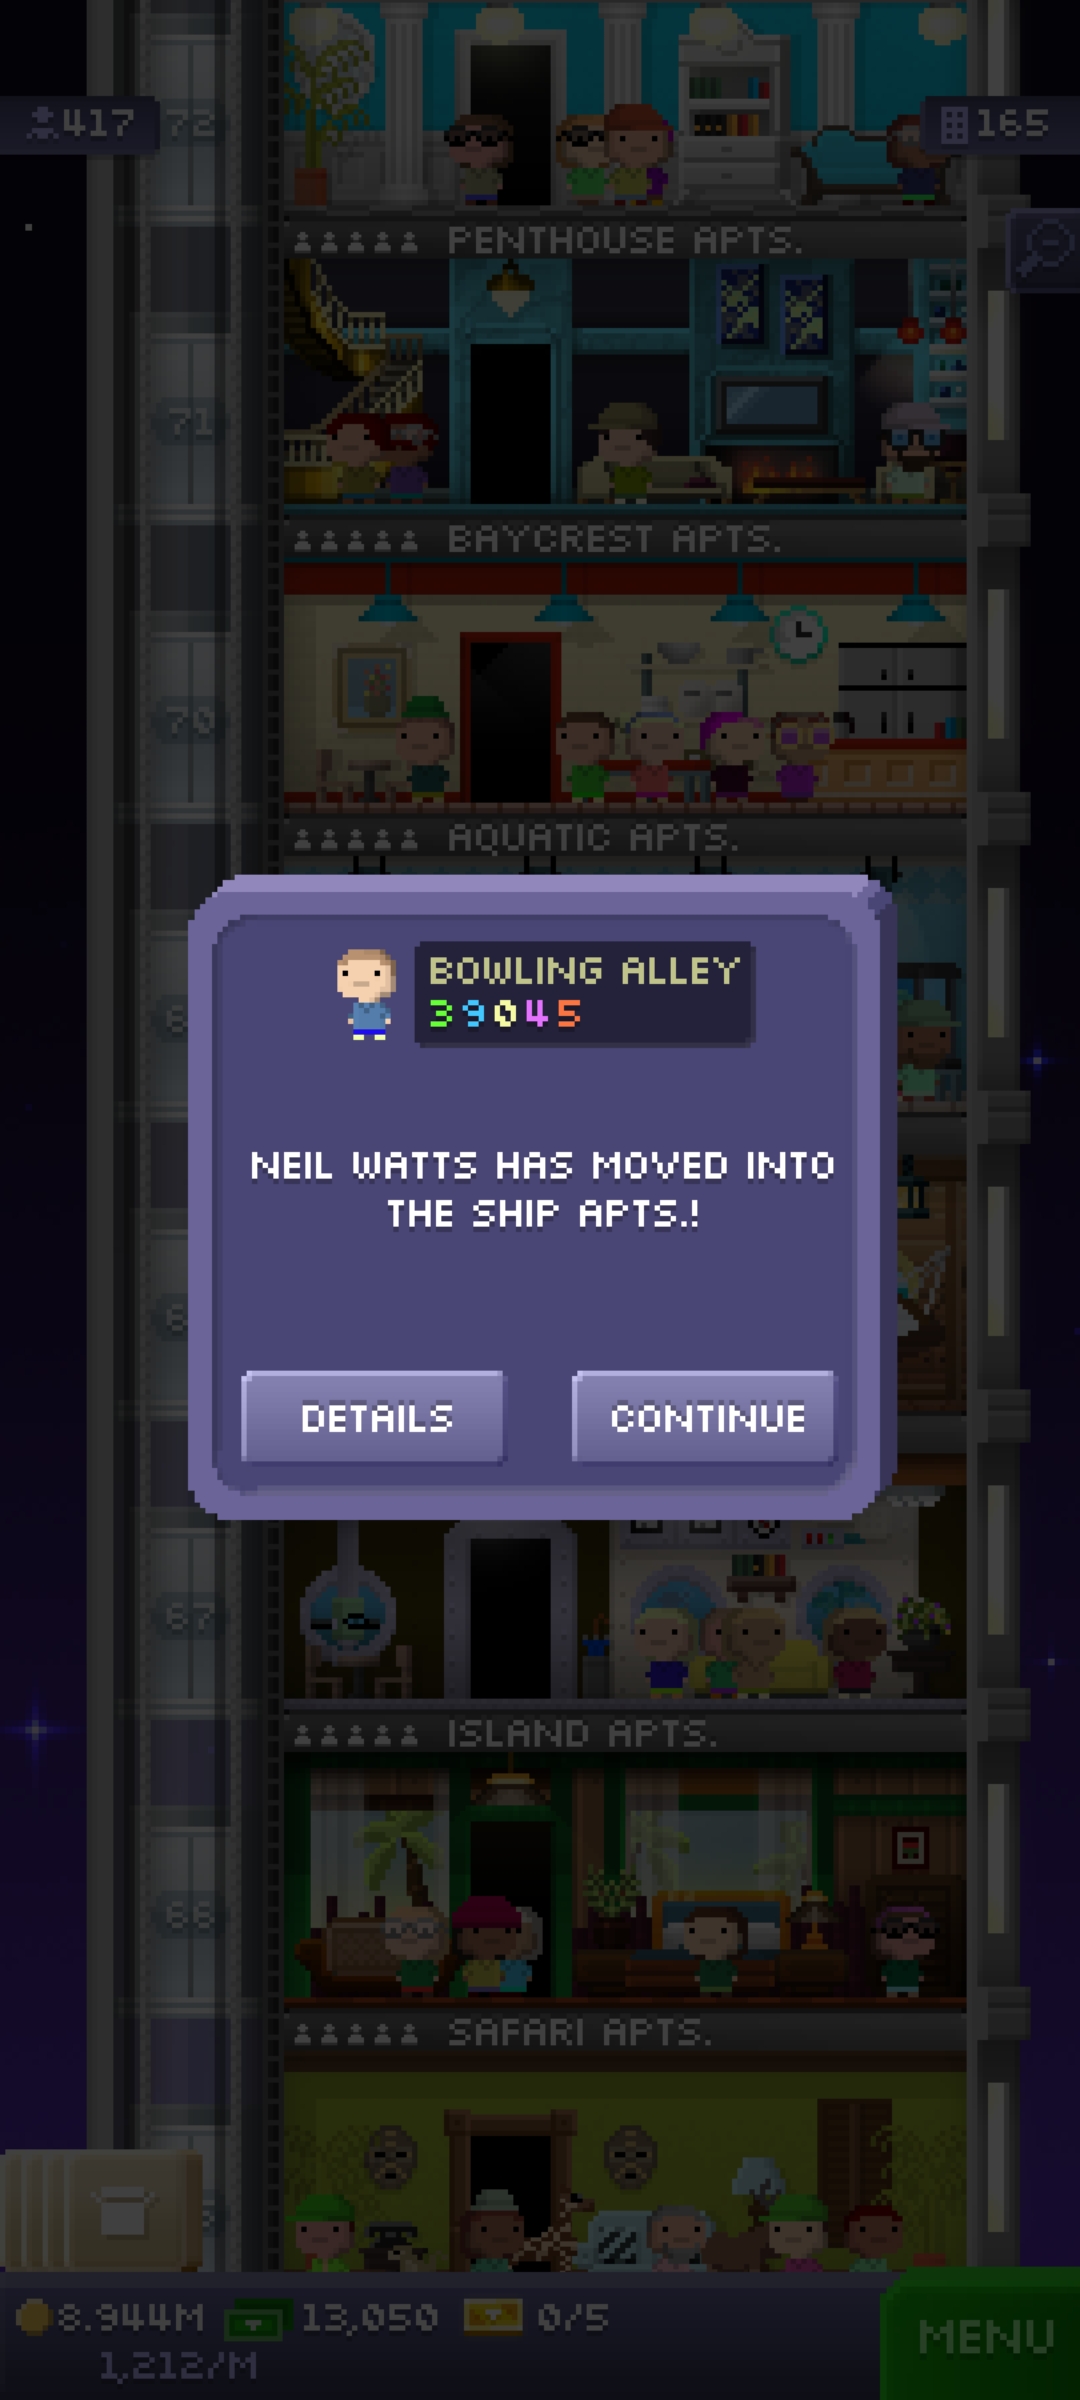 417
72
165
PENTHOUSE APTS.
71
BAYCREST APTS.
70
AQUATIC APTS.
BOWLING ALLEY
39045
NEIL WATTS HAS MOVED INTO
THE SHIP APTS.!
DETAILS
CONTINUE
67
ISLAND APTS.
66
SAFARI APTS.
8.944M
13,050
0/5
MENU
1,212/M